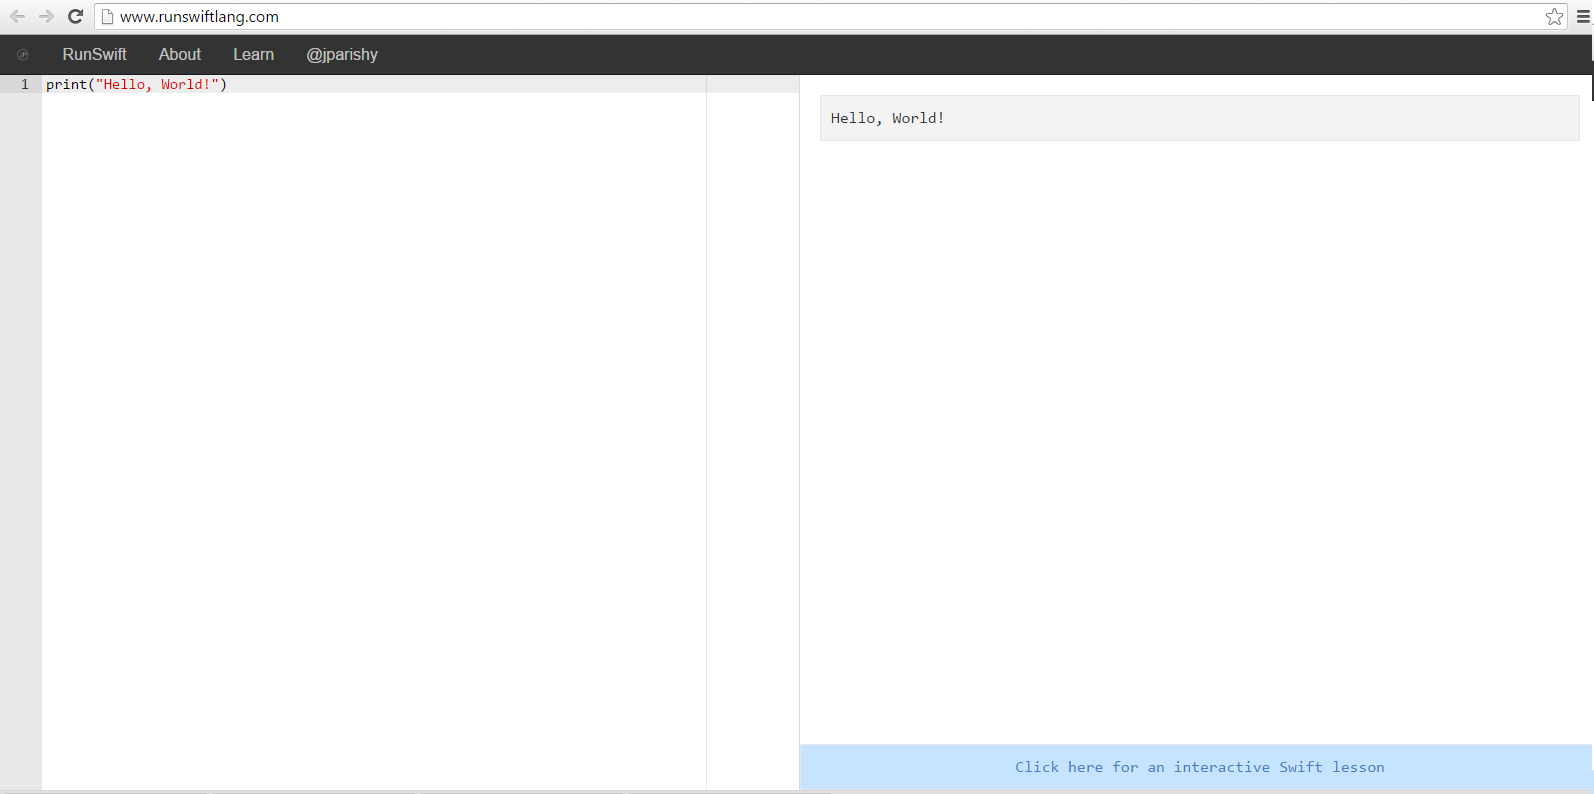 www.runswiftlang.com
RunSwift About Learn @jparishy
1 print("Hello, World!")
Hello, World!
Click here for an interactive Swift lesson